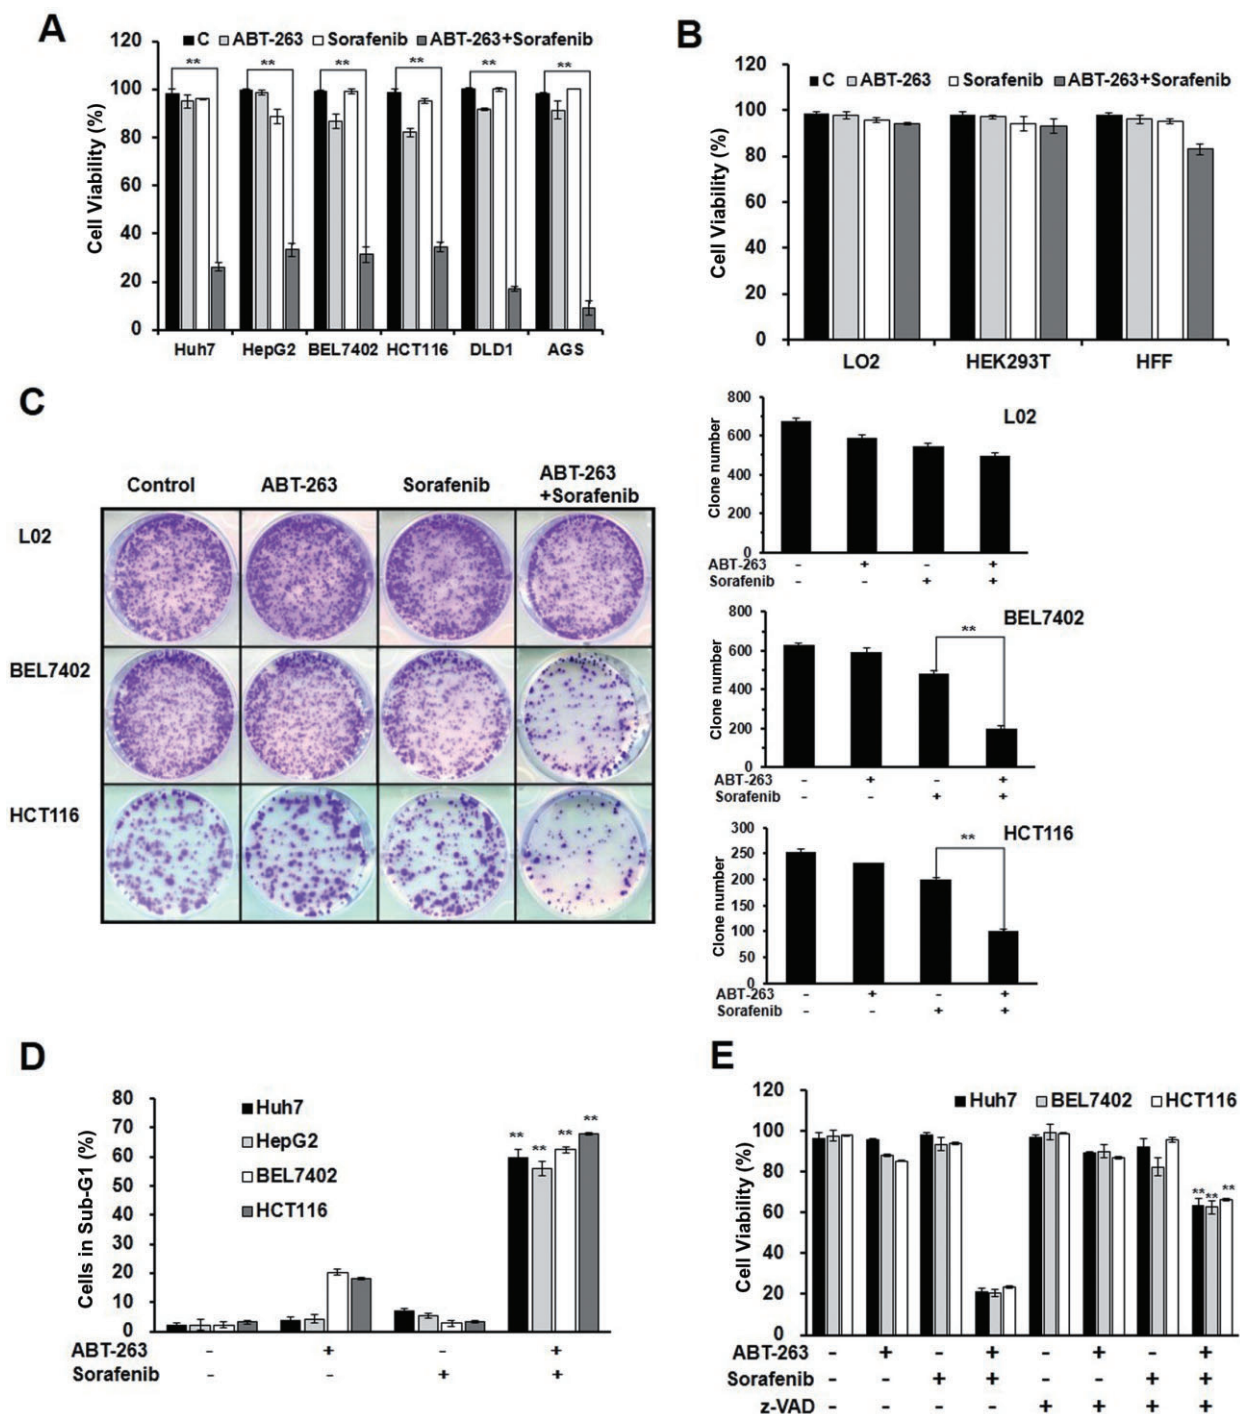 A
C ABT-263 Sorafenib ABT-263+Sorafenib
120
100
80
60
40
20
0
Cell Viability (%)
** ** ** ** ** **
Huh7 HepG2 BEL7402 HCT116 DLD1 AGS
B
C ABT-263 Sorafenib ABT-263+Sorafenib
120
100
80
60
40
20
0
Cell Viability (%)
LO2 HEK293T HFF
C
Control ABT-263 Sorafenib ABT-263
+Sorafenib
L02
BEL7402
HCT116
L02
800
600
400
200
0
Clone number
ABT-263 - + - +
Sorafenib - - + +
BEL7402
**
800
600
400
200
0
Clone number
ABT-263 - + - +
Sorafenib - - + +
HCT116
**
300
250
200
150
100
50
0
Clone number
ABT-263 - + - +
Sorafenib - - + +
D
Huh7
HepG2
BEL7402
HCT116
80
70
60
50
40
30
20
10
0
Cells in Sub-G1 (%)
** ** ** **
ABT-263 - + - +
Sorafenib - - + +
E
Huh7 BEL7402 HCT116
120
100
80
60
40
20
0
Cell Viability (%)
** ** **
ABT-263 - + - + - + - +
Sorafenib - - + + - - + +
z-VAD - - - - + + + +